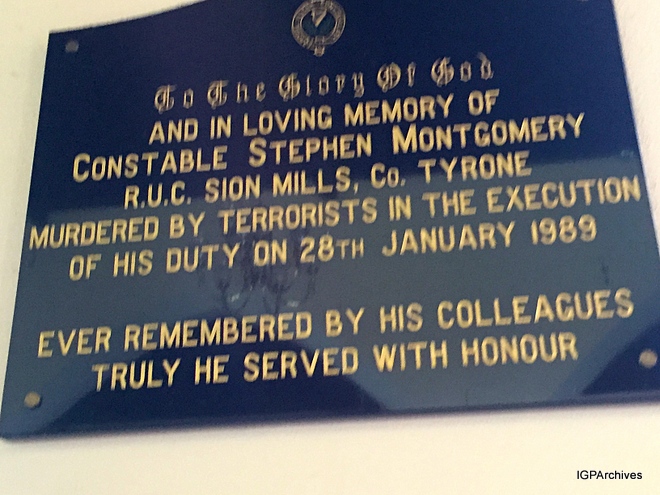 To The Glory Of God
AND IN LOVING MEMORY OF
CONSTABLE STEPHEN MONTGOMERY
R.U.C. SION MILLS, Co. TYRONE
MURDERED BY TERRORISTS IN THE EXECUTION
OF HIS DUTY ON 28TH JANUARY 1989
EVER REMEMBERED BY HIS COLLEAGUES
TRULY HE SERVED WITH HONOUR
IGPArchives